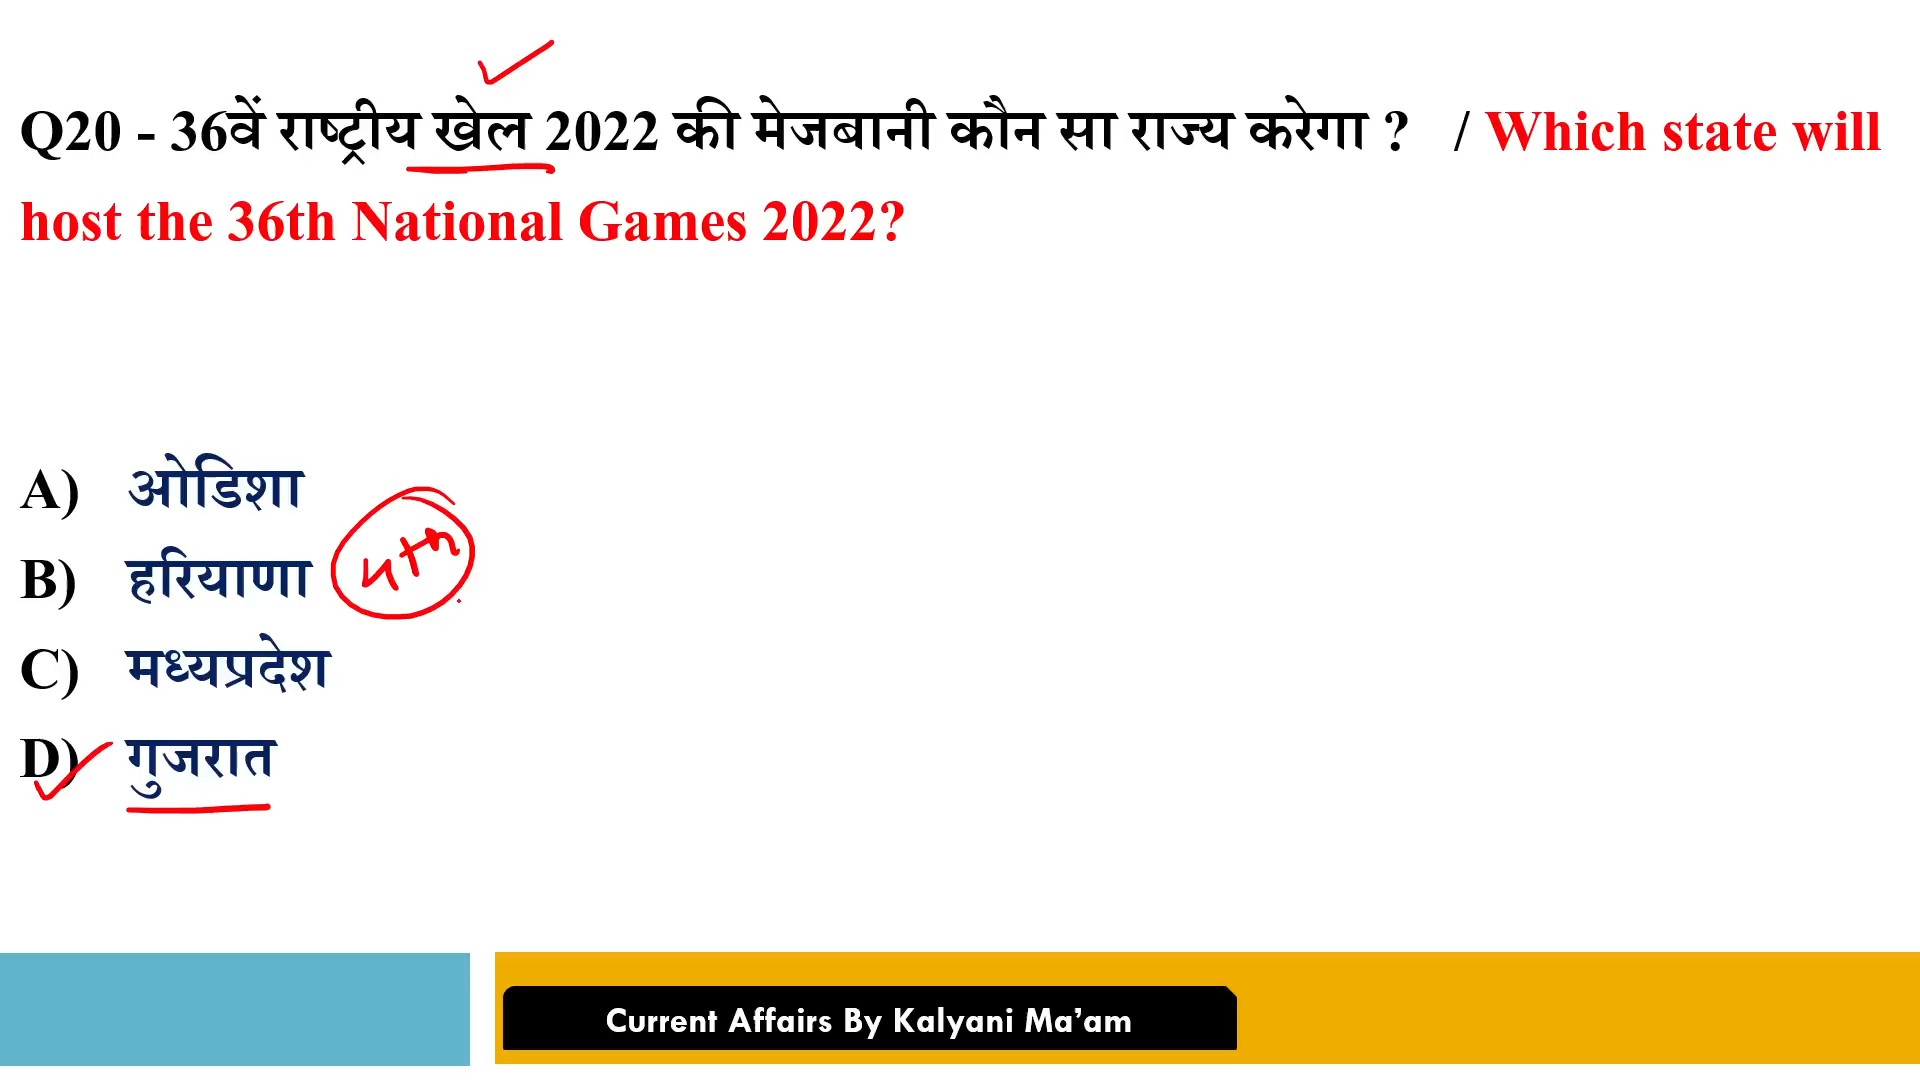 Q20 - 36वें राष्ट्रीय खेल 2022 की मेजबानी कौन सा राज्य करेगा ? / Which state will
host the 36th National Games 2022?
A) ओडिशा
B) हरियाणा 4th
C) मध्यप्रदेश
D) गुजरात
Current Affairs By Kalyani Ma’am